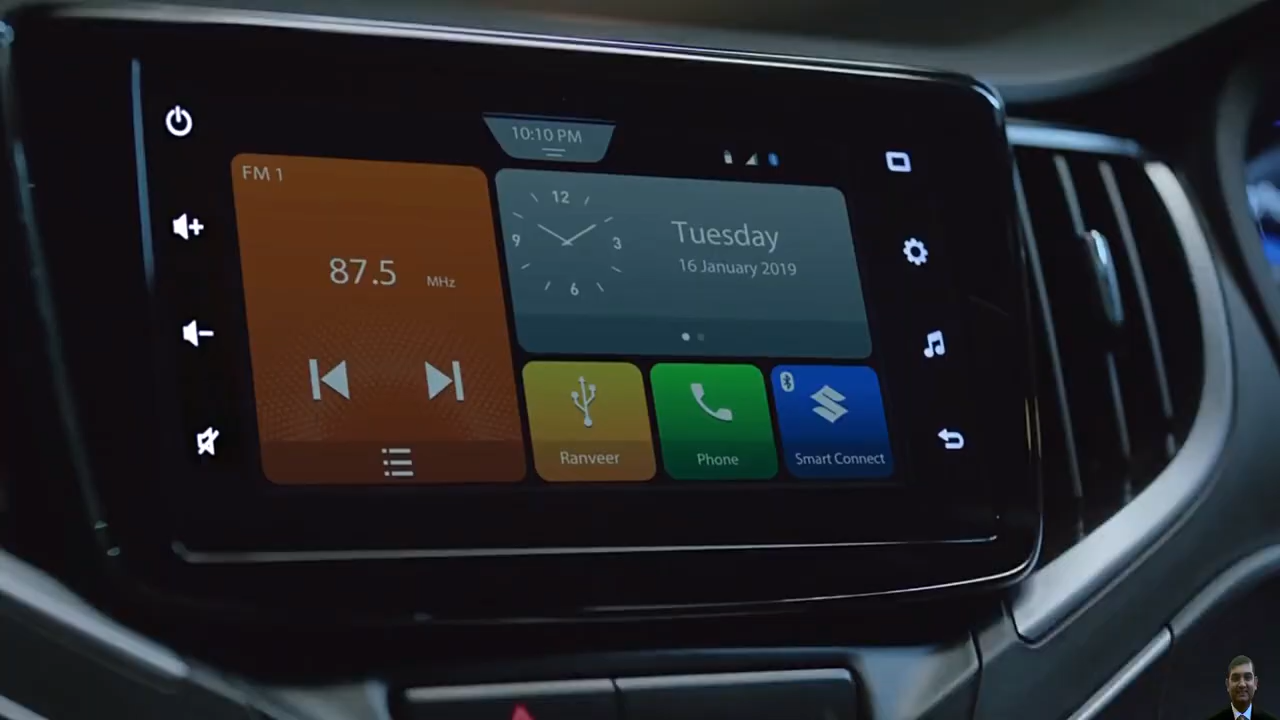 10:10 PM
FM 1
87.5 MHz
12
9
3
6
Tuesday
16 January 2019
Ranveer
Phone
Smart Connect